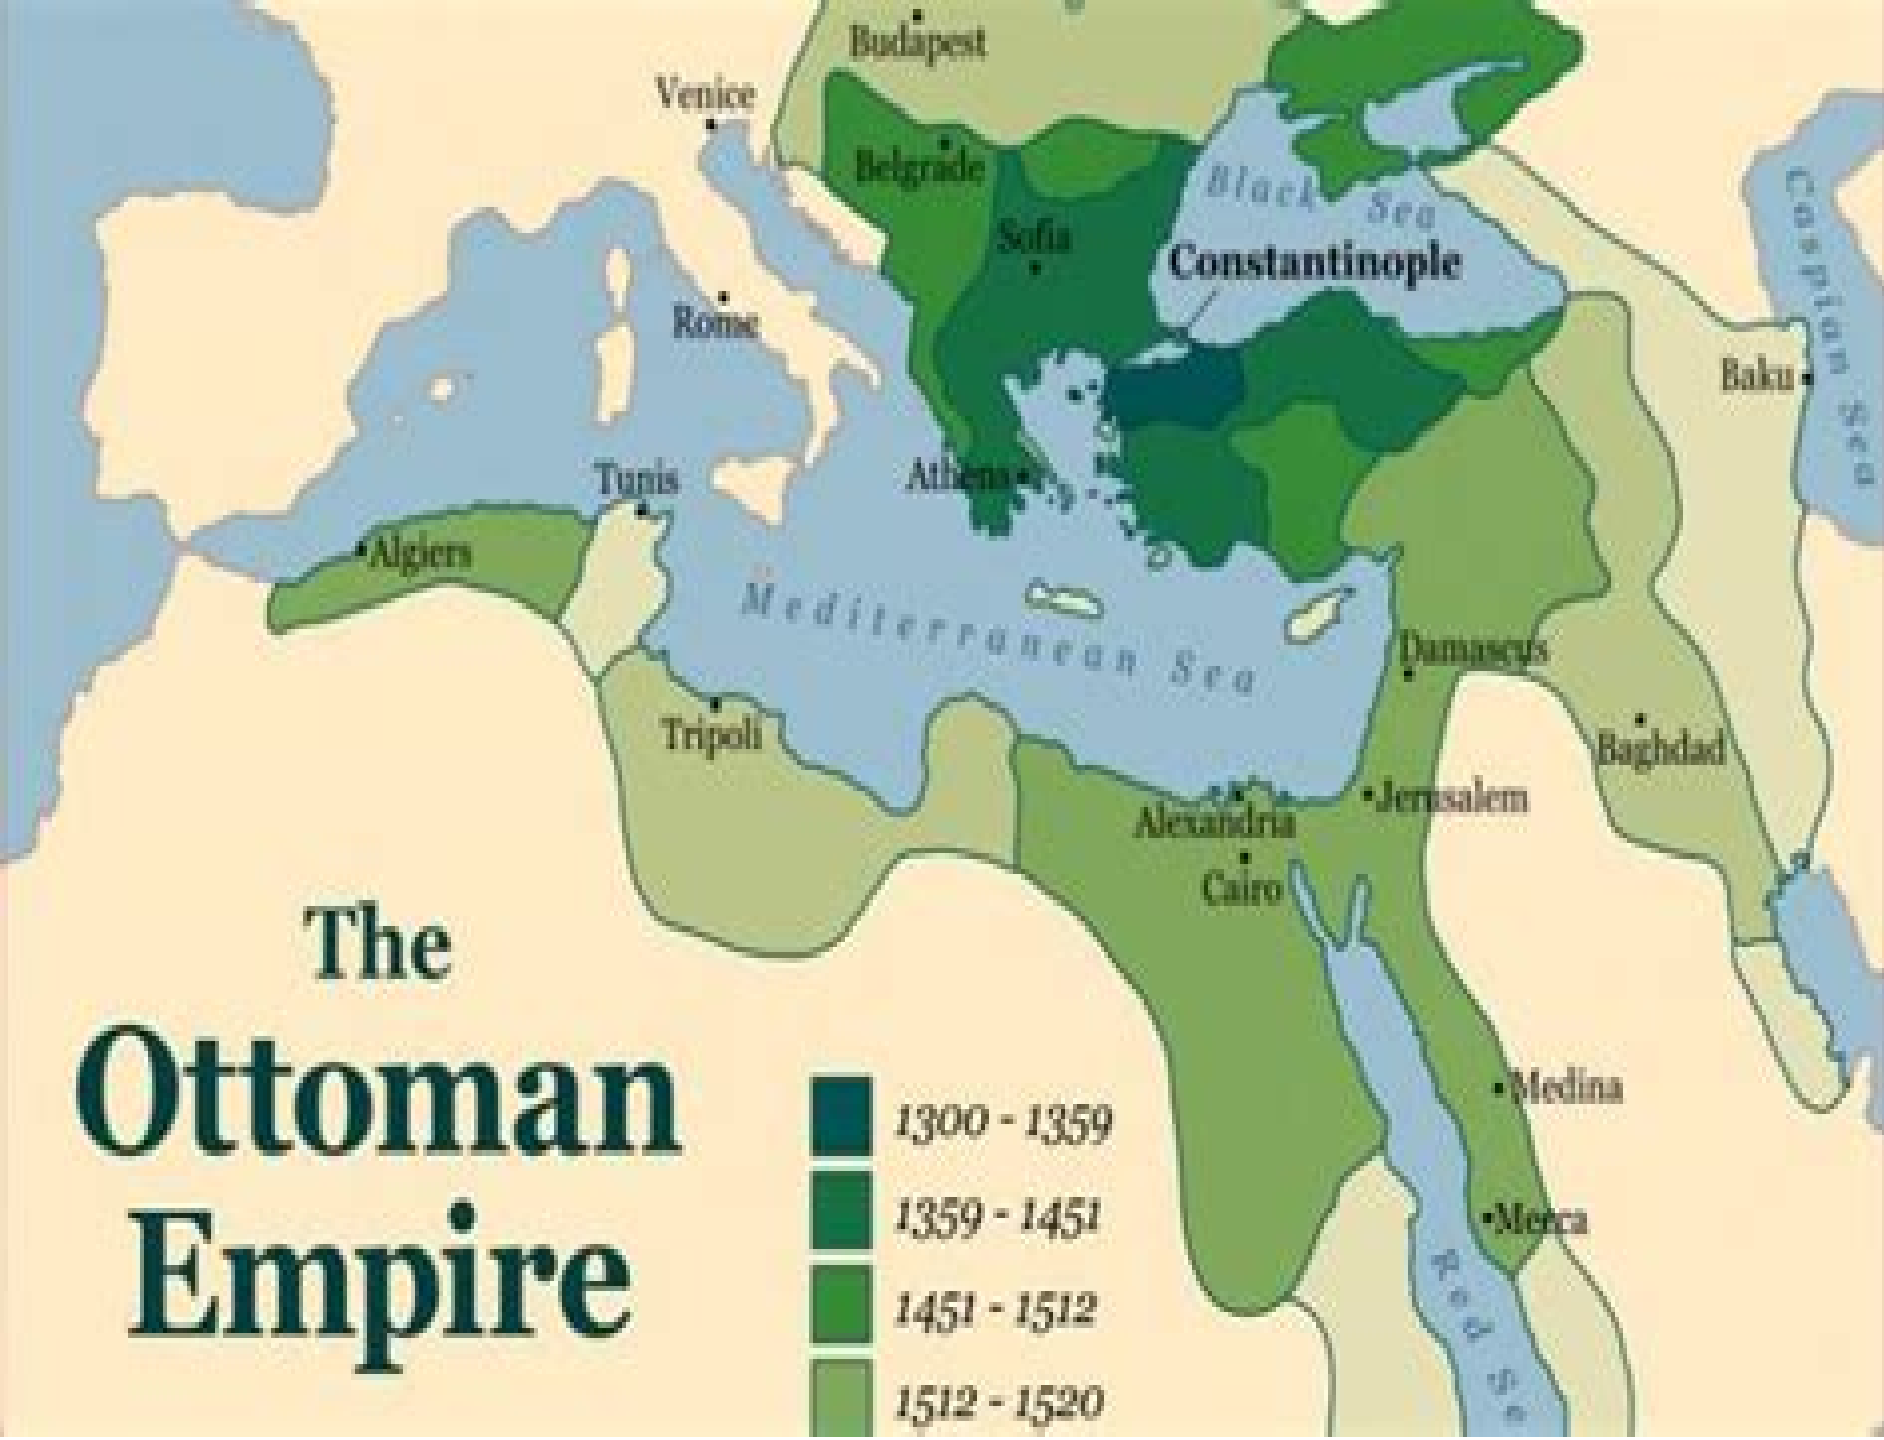 Budapest
Venice
Belgrade
Black Sea
Caspian Sea
Sofia
Constantinople
Rome
Baku
Tunis
Athens
Algiers
Mediterranean Sea
Damascus
Tripoli
Baghdad
Jerusalem
Alexandria
Cairo
Medina
Mecca
Red Se
The
Ottoman
Empire
1300 - 1359
1359 - 1451
1451 - 1512
1512 - 1520